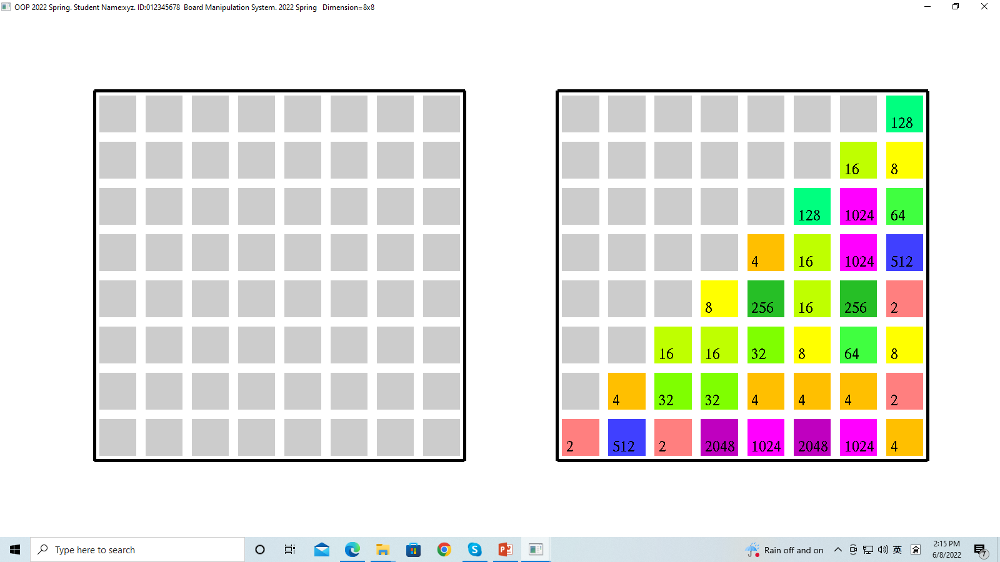 OOP 2022 Spring. Student Name:xyz. ID:012345678  Board Manipulation System. 2022 Spring   Dimension=8x8
128
16 8
128 1024 64
4 16 1024 512
8 256 16 256 2
16 16 32 8 64 8
4 32 32 4 4 4 2
2 512 2 2048 1024 2048 1024 4
Type here to search
Rain off and on
英
倉
2:15 PM
6/8/2022
7